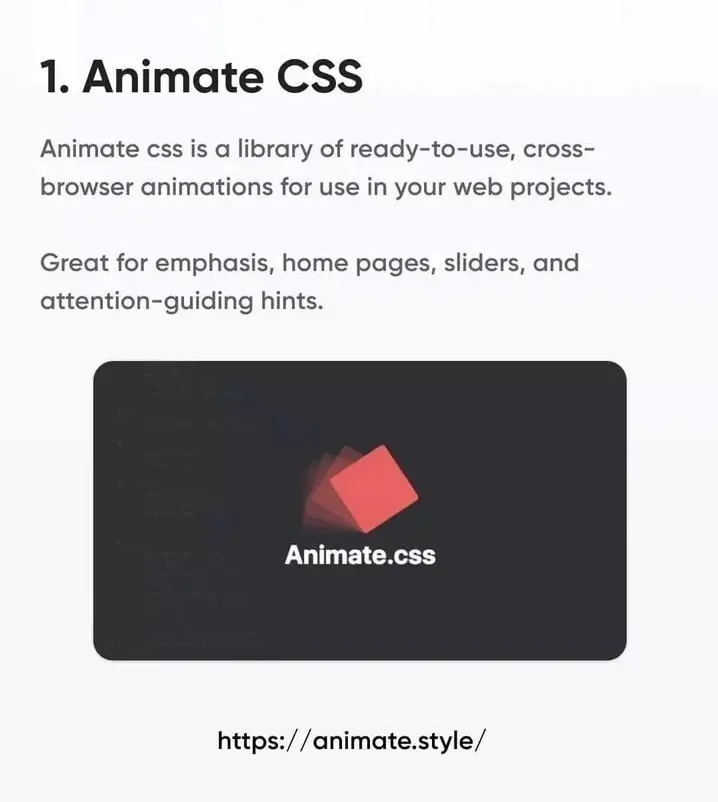 1. Animate CSS
Animate css is a library of ready-to-use, cross-
browser animations for use in your web projects.
Great for emphasis, home pages, sliders, and
attention-guiding hints.
Animate.css
https://animate.style/